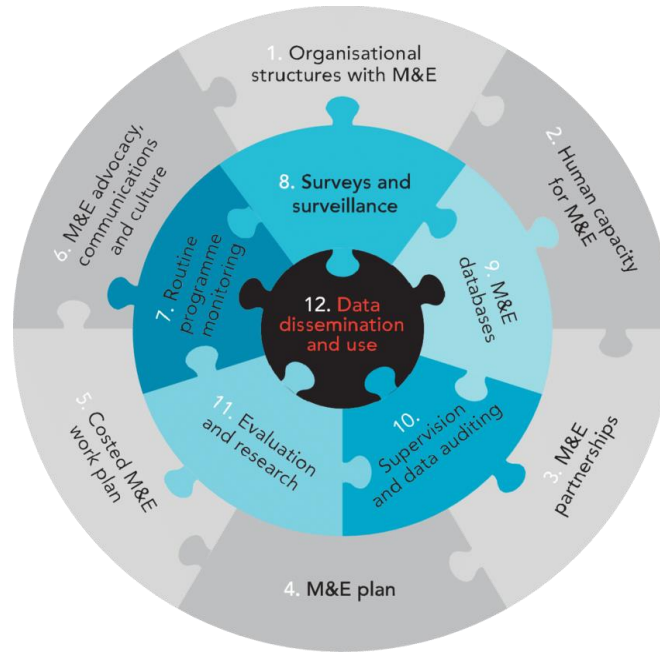 1. Organisational
structures with M&E
2. Human capacity
for M&E
3. M&E
partnerships
4. M&E plan
5. Costed M&E
work plan
6. M&E advocacy,
communications
and culture
7. Routine
programme
monitoring
8. Surveys and
surveillance
9. M&E
databases
10.
Supervision
and data auditing
11. Evaluation
and research
12. Data
dissemination
and use